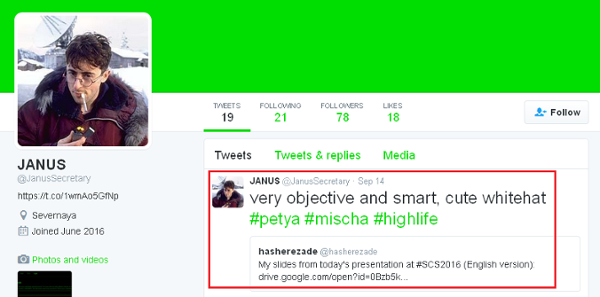 TWEETS FOLLOWING FOLLOWERS LIKES
19 21 78 18
Follow
JANUS
@JanusSecretary
https://t.co/1wmAo5GfNp
Severnaya
Joined June 2016
Photos and videos
Tweets Tweets & replies Media
JANUS @JanusSecretary · Sep 14
very objective and smart, cute whitehat
#petya #mischa #highlife
hasherezade @hasherezade
My slides from today's presentation at #SCS2016 (English version):
drive.google.com/open?id=0Bzb5k...